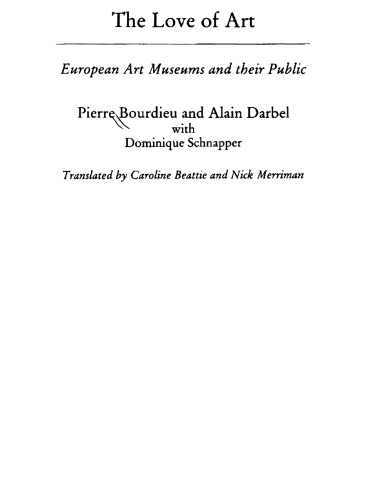 The Love of Art
European Art Museums and their Public
Pierre Bourdieu and Alain Darbel
with
Dominique Schnapper
Translated by Caroline Beattie and Nick Merriman